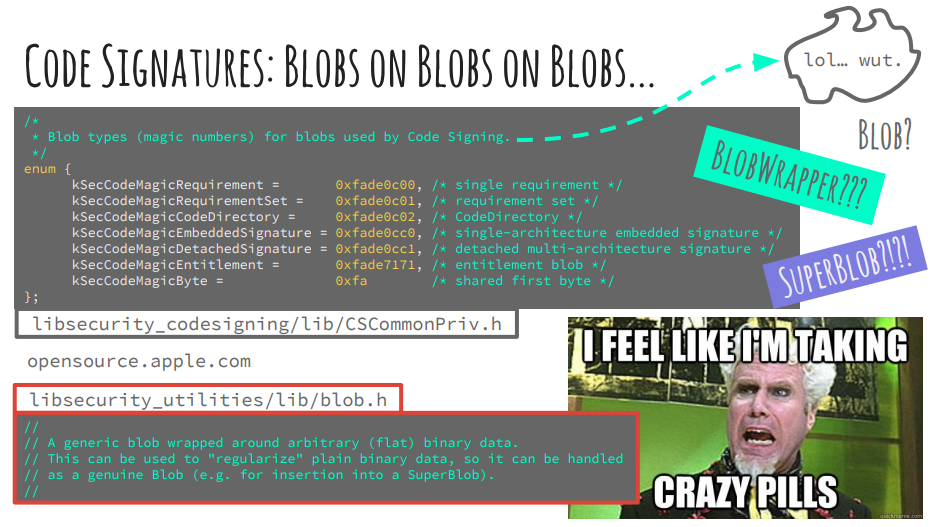 Code Signatures: Blobs on Blobs on Blobs...
lol… wut.
Blob?
BlobWrapper???
SuperBlob?!?!
/*
 * Blob types (magic numbers) for blobs used by Code Signing.
 */
enum {
      kSecCodeMagicRequirement =       0xfade0c00, /* single requirement */
      kSecCodeMagicRequirementSet =    0xfade0c01, /* requirement set */
      kSecCodeMagicCodeDirectory =     0xfade0c02, /* CodeDirectory */
      kSecCodeMagicEmbeddedSignature = 0xfade0cc0, /* single-architecture embedded signature */
      kSecCodeMagicDetachedSignature = 0xfade0cc1, /* detached multi-architecture signature */
      kSecCodeMagicEntitlement =       0xfade7171, /* entitlement blob */
      kSecCodeMagicByte =              0xfa        /* shared first byte */
};
libsecurity_codesigning/lib/CSCommonPriv.h
opensource.apple.com
libsecurity_utilities/lib/blob.h
//
// A generic blob wrapped around arbitrary (flat) binary data.
// This can be used to "regularize" plain binary data, so it can be handled
// as a genuine Blob (e.g. for insertion into a SuperBlob).
//
I FEEL LIKE I'M TAKING
CRAZY PILLS
quickmeme.com